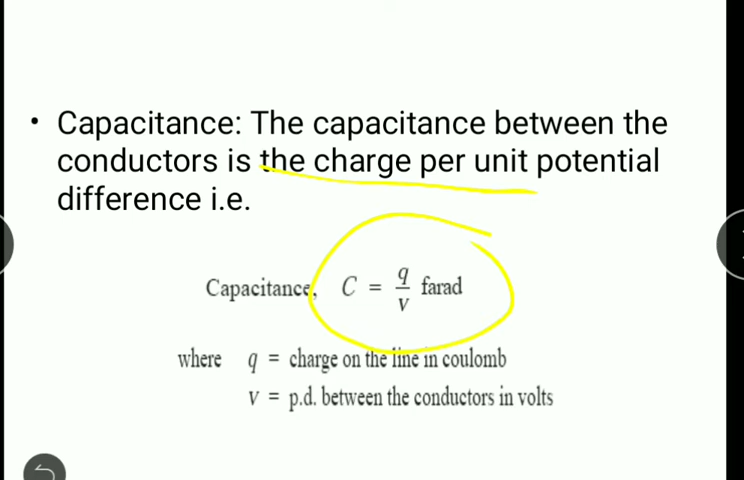 • Capacitance: The capacitance between the
conductors is the charge per unit potential
difference i.e.
Capacitance, C = q/v farad
where q = charge on the line in coulomb
v = p.d. between the conductors in volts